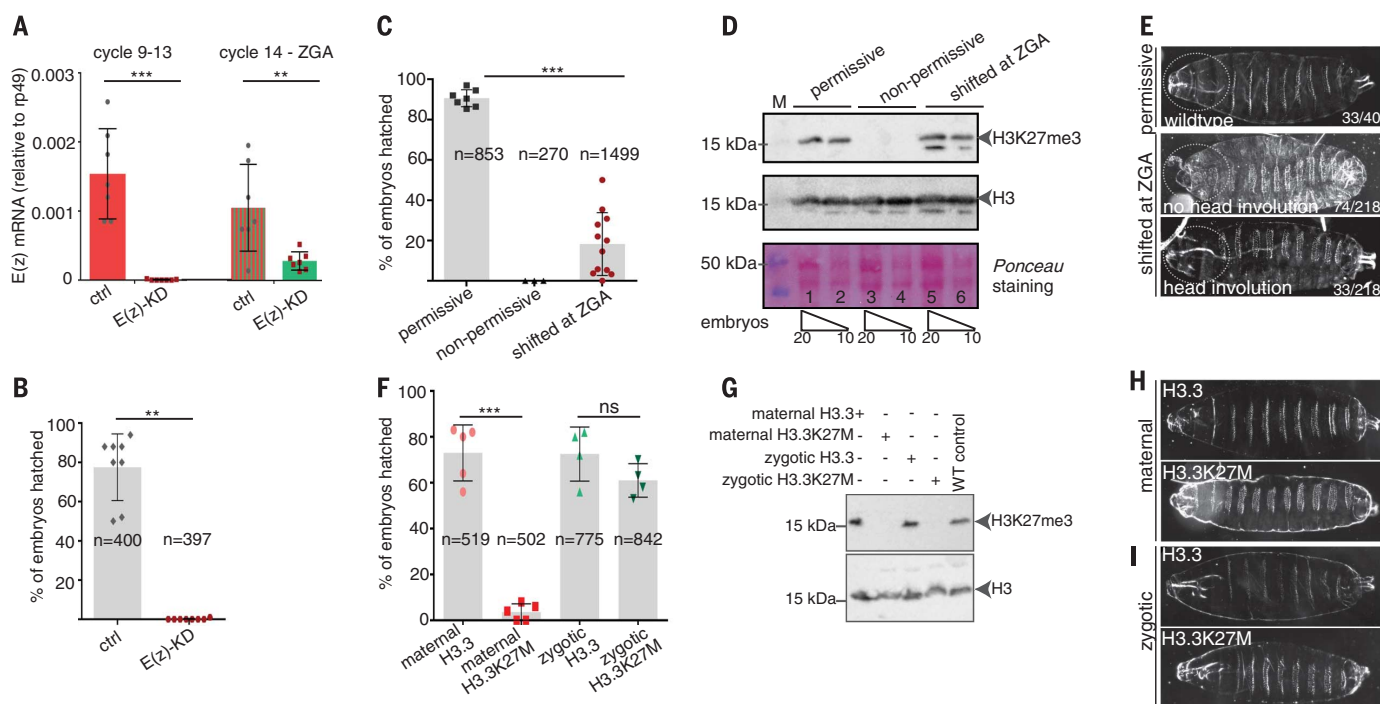 A
cycle 9-13
cycle 14 - ZGA
***
**
0.003
0.002
0.001
0
E(z) mRNA (relative to rp49)
ctrl
E(z)-KD
ctrl
E(z)-KD
B
**
100
80
60
40
20
% of embryos hatched
n=400
n=397
ctrl
E(z)-KD
C
***
100
80
60
40
20
% of embryos hatched
n=853
n=270
n=1499
permissive
non-permissive
shifted at ZGA
D
M
permissive
non-permissive
shifted at ZGA
15 kDa
H3K27me3
15 kDa
H3
50 kDa
Ponceau
staining
1 2 3 4 5 6
embryos
20 10 20 10 20 10
E
permissive
wildtype
33/40
shifted at ZGA
no head involution
74/218
head involution
33/218
F
***
ns
100
80
60
40
20
0
% of embryos hatched
n=519
n=502
n=775
n=842
maternal
H3.3
maternal
H3.3K27M
zygotic
H3.3
zygotic
H3.3K27M
G
maternal H3.3 + - - -
maternal H3.3K27M - + - -
zygotic H3.3 - - + -
zygotic H3.3K27M - - - +
WT control
15 kDa
H3K27me3
15 kDa
H3
H
maternal
H3.3
H3.3K27M
I
zygotic
H3.3
H3.3K27M